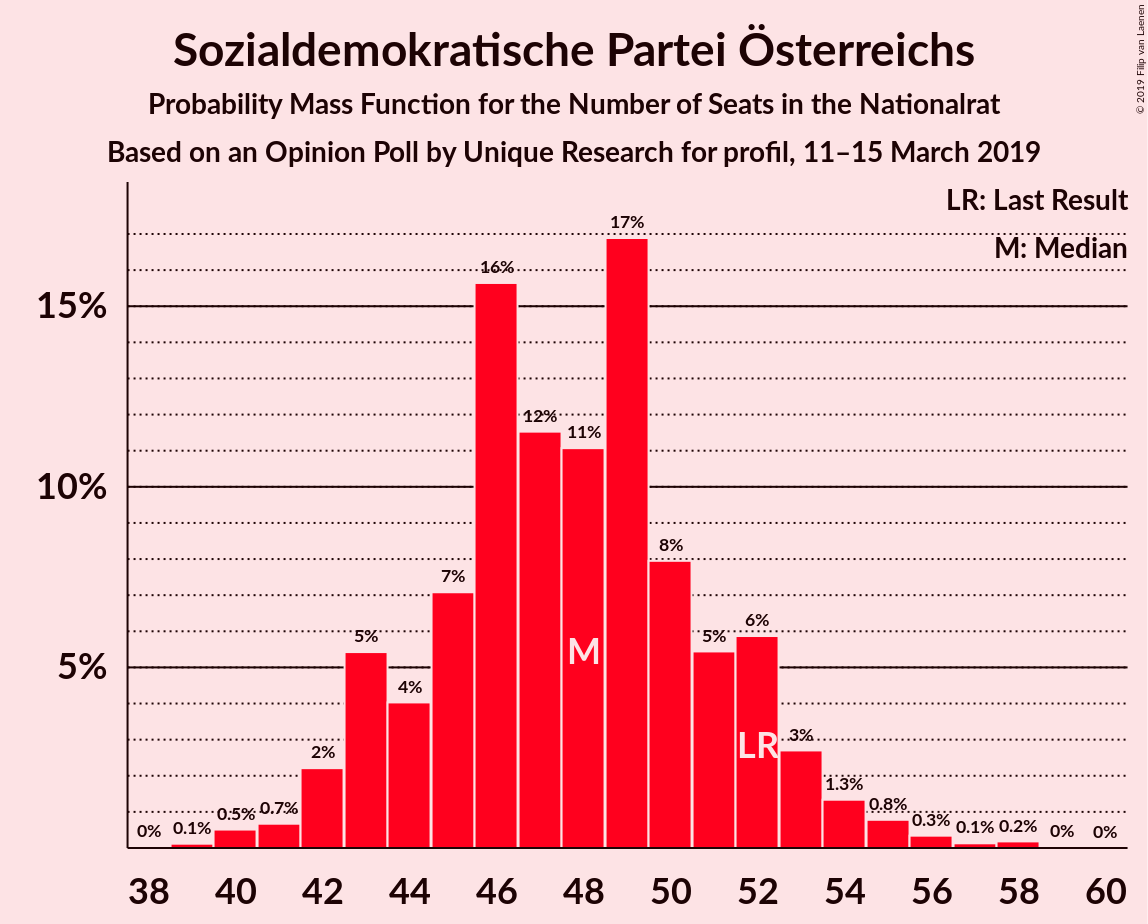 Sozialdemokratische Partei Österreichs
Probability Mass Function for the Number of Seats in the Nationalrat
Based on an Opinion Poll by Unique Research for profil, 11–15 March 2019
© 2019 Filip van Laenen
LR: Last Result
M: Median
15%
10%
5%
0%
0.1%
0.5%
0.7%
2%
5%
4%
7%
16%
12%
11%
17%
8%
5%
6%
3%
1.3%
0.8%
0.3%
0.1%
0.2%
0%
0%
M
LR
38 40 42 44 46 48 50 52 54 56 58 60